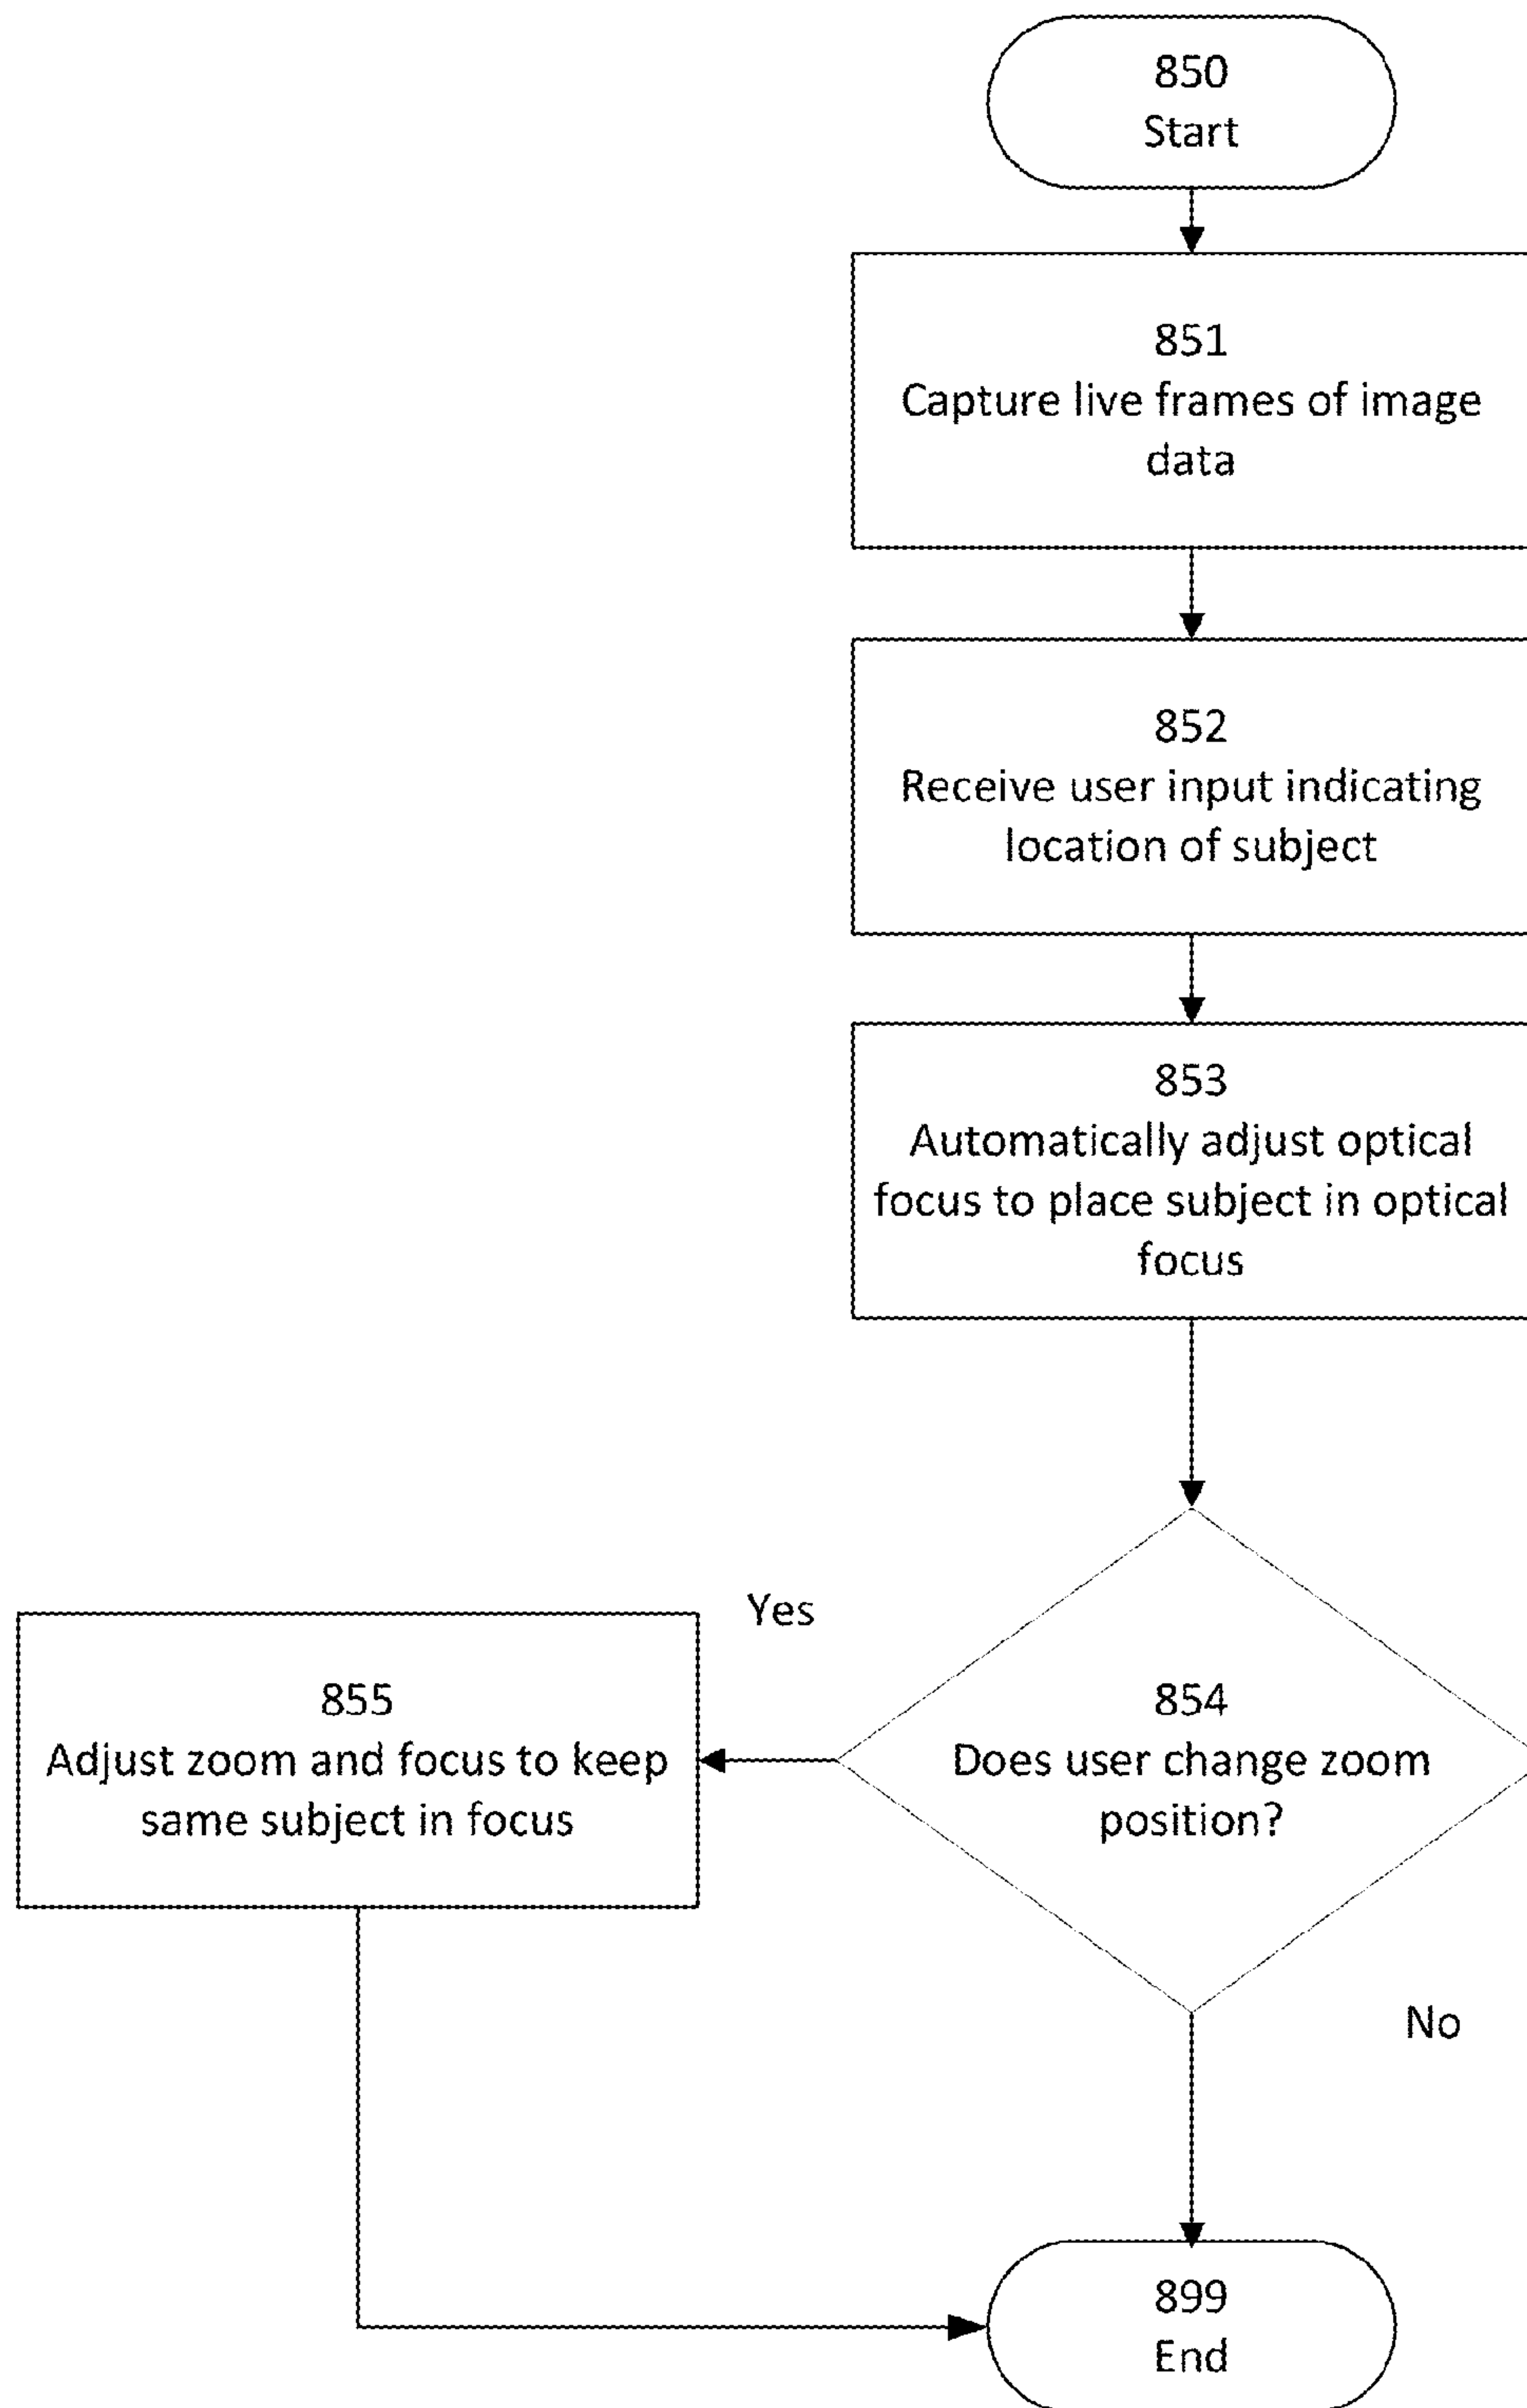 850
Start
851
Capture live frames of image
data
852
Receive user input indicating
location of subject
853
Automatically adjust optical
focus to place subject in optical
focus
Yes
855
Adjust zoom and focus to keep
same subject in focus
854
Does user change zoom
position?
No
899
End